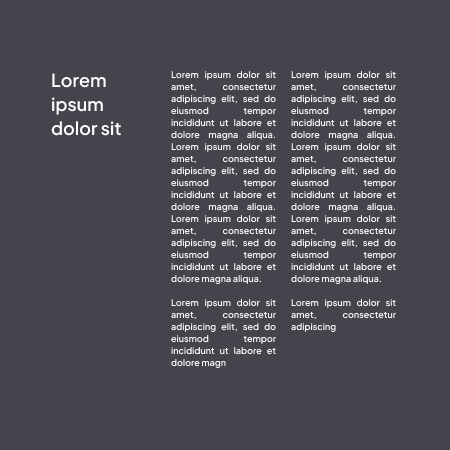 Lorem
ipsum
dolor sit
Lorem ipsum dolor sit
amet, consectetur
adipiscing elit, sed do
eiusmod tempor
incididunt ut labore et
dolore magna aliqua.
Lorem ipsum dolor sit
amet, consectetur
adipiscing elit, sed do
eiusmod tempor
incididunt ut labore et
dolore magna aliqua.
Lorem ipsum dolor sit
amet, consectetur
adipiscing elit, sed do
eiusmod tempor
incididunt ut labore et
dolore magna aliqua.
Lorem ipsum dolor sit
amet, consectetur
adipiscing elit, sed do
eiusmod tempor
incididunt ut labore et
dolore magn
Lorem ipsum dolor sit
amet, consectetur
adipiscing elit, sed do
eiusmod tempor
incididunt ut labore et
dolore magna aliqua.
Lorem ipsum dolor sit
amet, consectetur
adipiscing elit, sed do
eiusmod tempor
incididunt ut labore et
dolore magna aliqua.
Lorem ipsum dolor sit
amet, consectetur
adipiscing elit, sed do
eiusmod tempor
incididunt ut labore et
dolore magna aliqua.
Lorem ipsum dolor sit
amet, consectetur
adipiscing